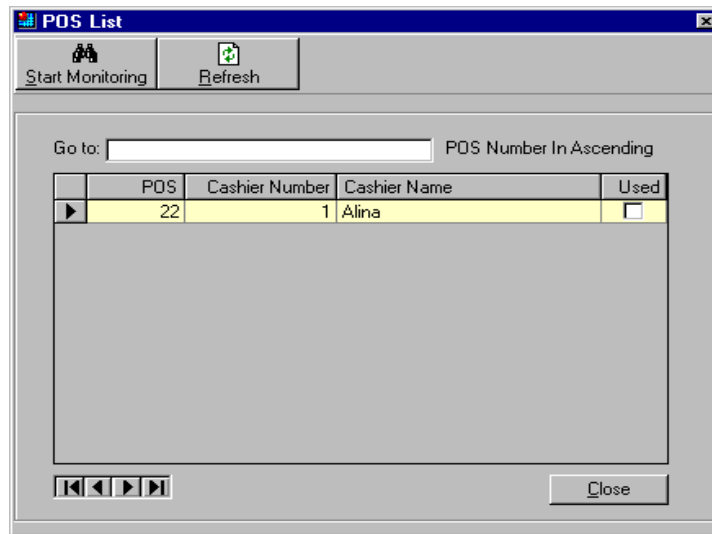 POS List
Start Monitoring Refresh
Go to: POS Number In Ascending
POS Cashier Number Cashier Name Used
22 1 Alina
Close